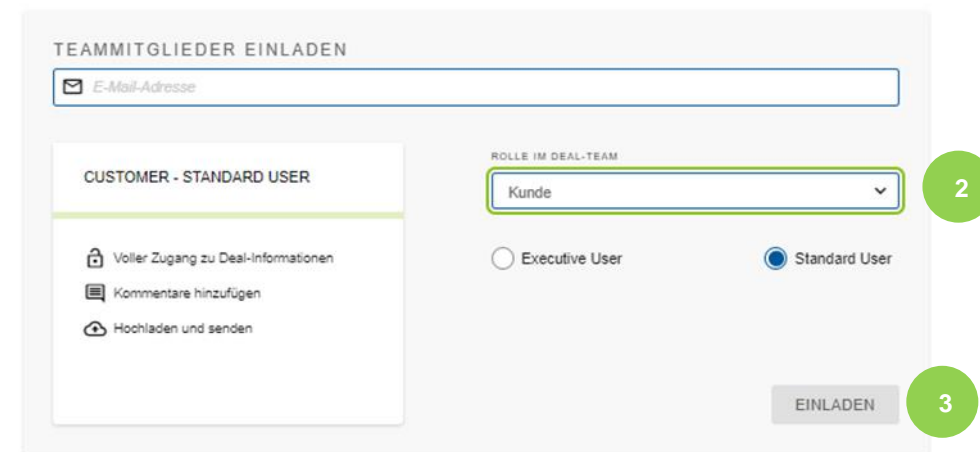 TEAMMITGLIEDER EINLADEN
E-Mail-Adresse
CUSTOMER - STANDARD USER
Voller Zugang zu Deal-Informationen
Kommentare hinzufügen
Hochladen und senden
ROLLE IM DEAL-TEAM
Kunde
2
Executive User
Standard User
EINLADEN
3